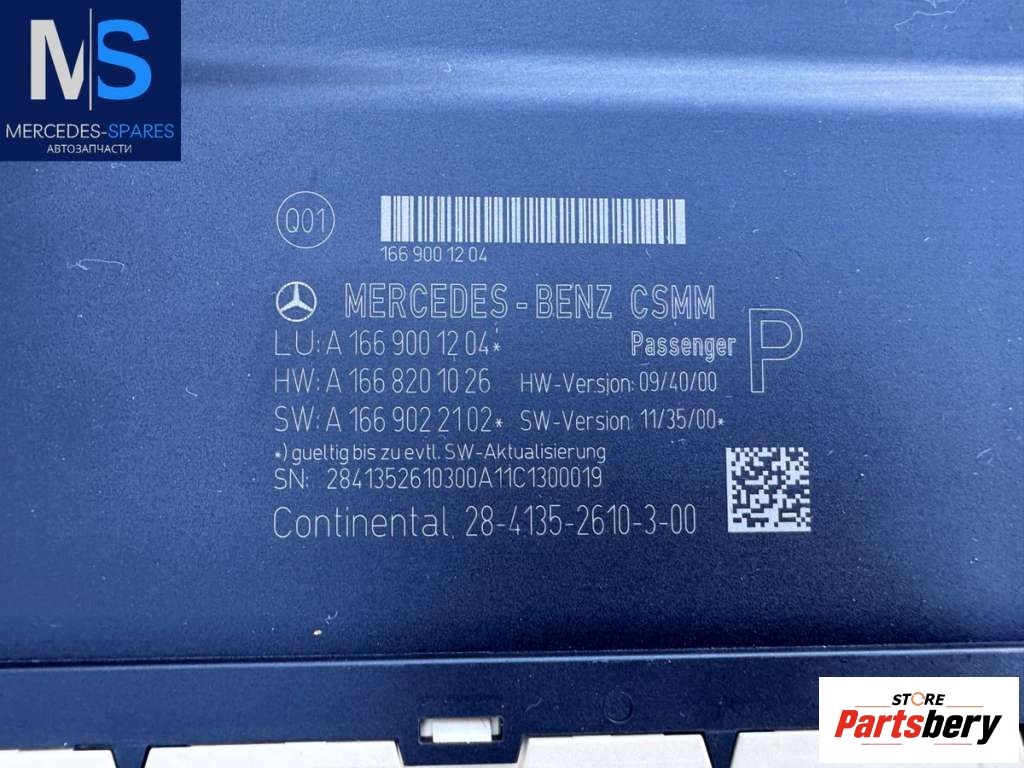 MS
MERCEDES-SPARES
АВТОЗАПЧАСТИ
Q01
166 900 12 04
MERCEDES-BENZ CSMM
LU: A 166 900 12 04* Passenger P
HW: A 166 820 10 26 HW-Version: 09/40/00
SW: A 166 902 21 02* SW-Version: 11/35/00*
*) gueltig bis zu evtl. SW-Aktualisierung
SN: 2841352610300A11C1300019
Continental 28-4135-2610-3-00
STORE
Partsbery